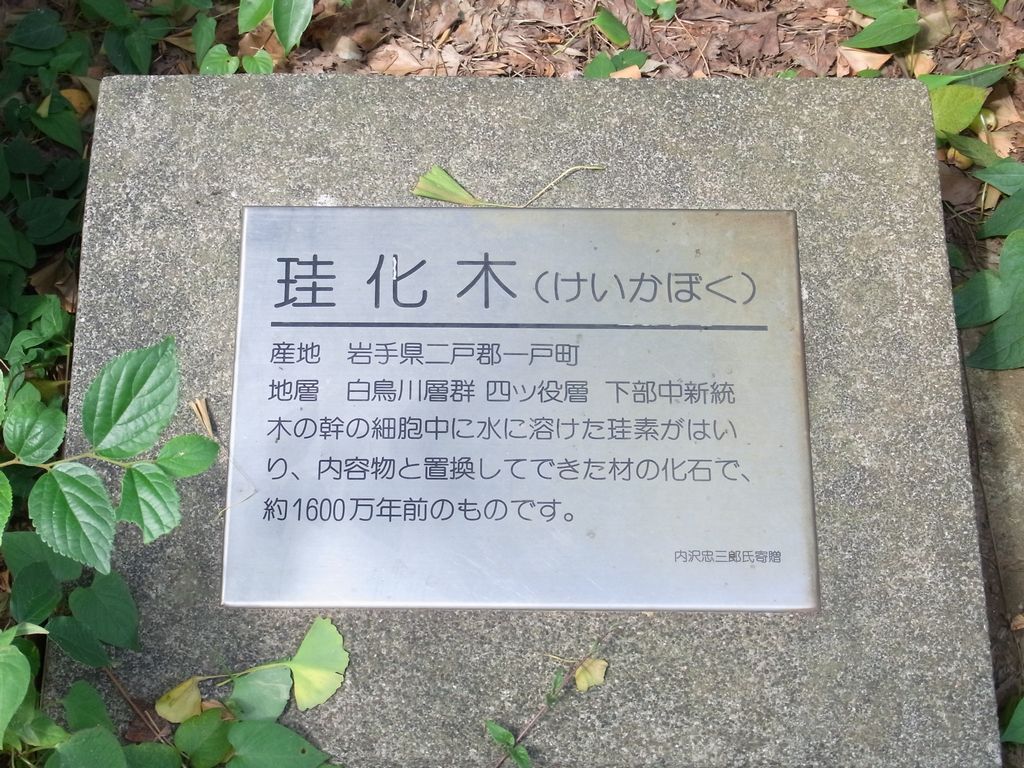 珪化木(けいかぼく)
産地 岩手県二戸郡一戸町
地層 白鳥川層群 四ツ役層 下部中新統
木の幹の細胞中に水に溶けた珪素がはい
り、内容物と置換してできた材の化石で、
約1600万年前のものです。
内沢忠三郎氏寄贈